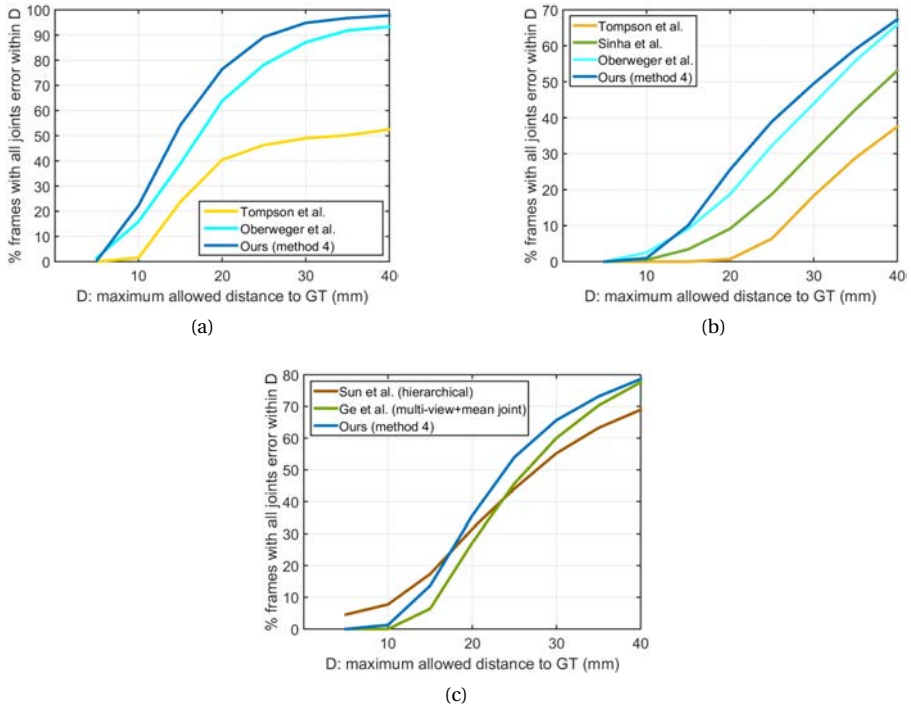 % frames with all joints error within D
100
90
80
70
60
50
40
30
20
10
0
Tompson et al.
Oberweger et al.
Ours (method 4)
10 20 30 40
D: maximum allowed distance to GT (mm)
(a)
% frames with all joints error within D
70
60
50
40
30
20
10
0
Tompson et al.
Sinha et al.
Oberweger et al.
Ours (method 4)
10 20 30 40
D: maximum allowed distance to GT (mm)
(b)
% frames with all joints error within D
80
70
60
50
40
30
20
10
0
Sun et al. (hierarchical)
Ge et al. (multi-view+mean joint)
Ours (method 4)
10 20 30 40
D: maximum allowed distance to GT (mm)
(c)